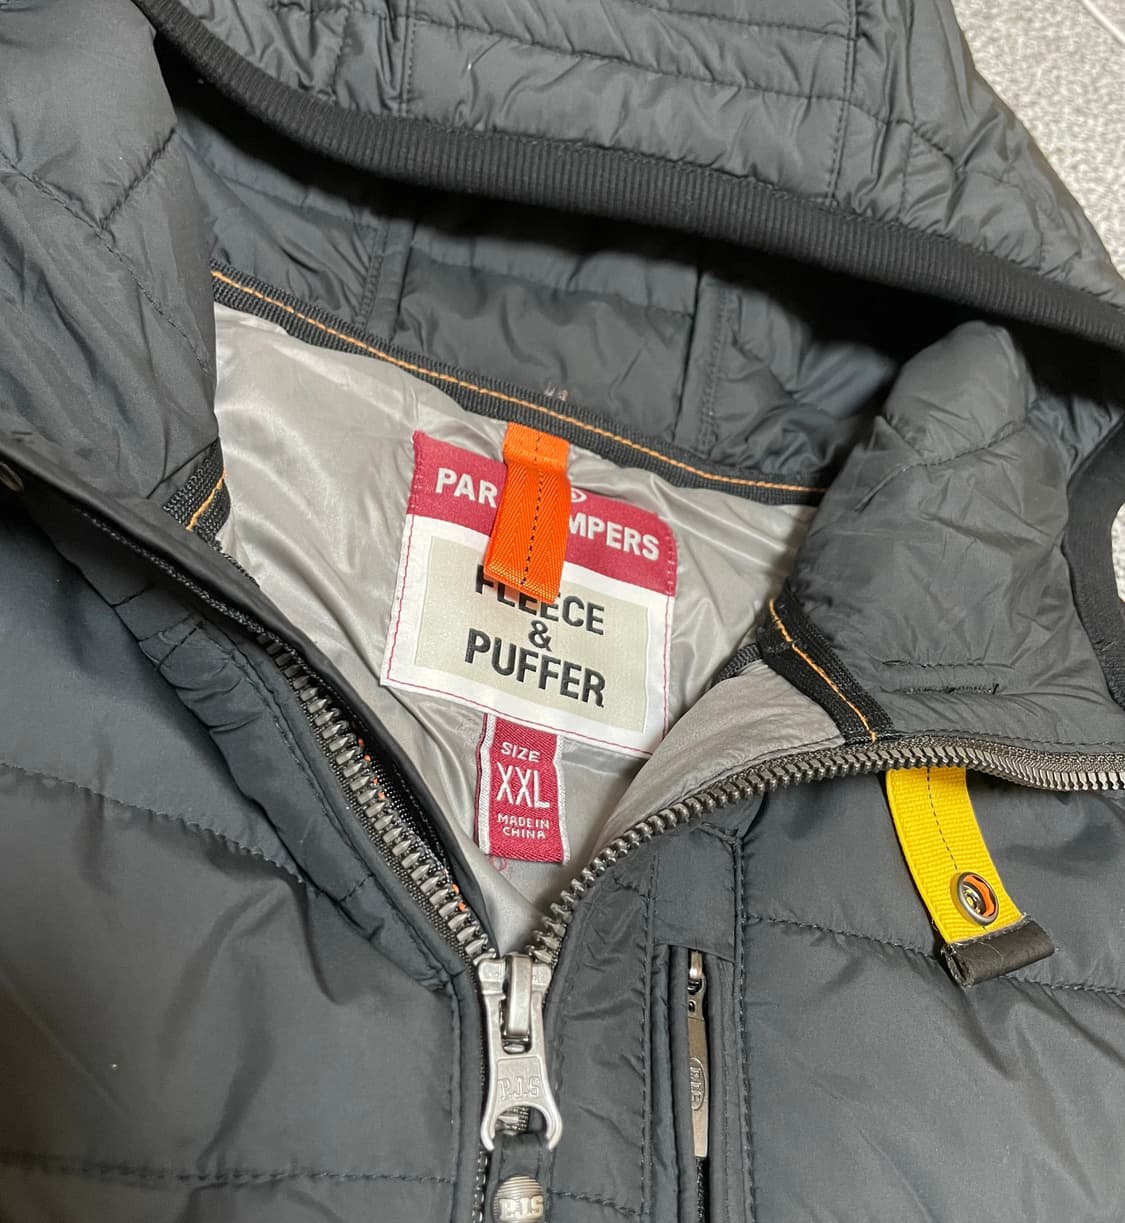 PAR MPERS
FLEECE
&
PUFFER
SIZE
XXL
MADE IN
CHINA
P.J.S
P.J.S